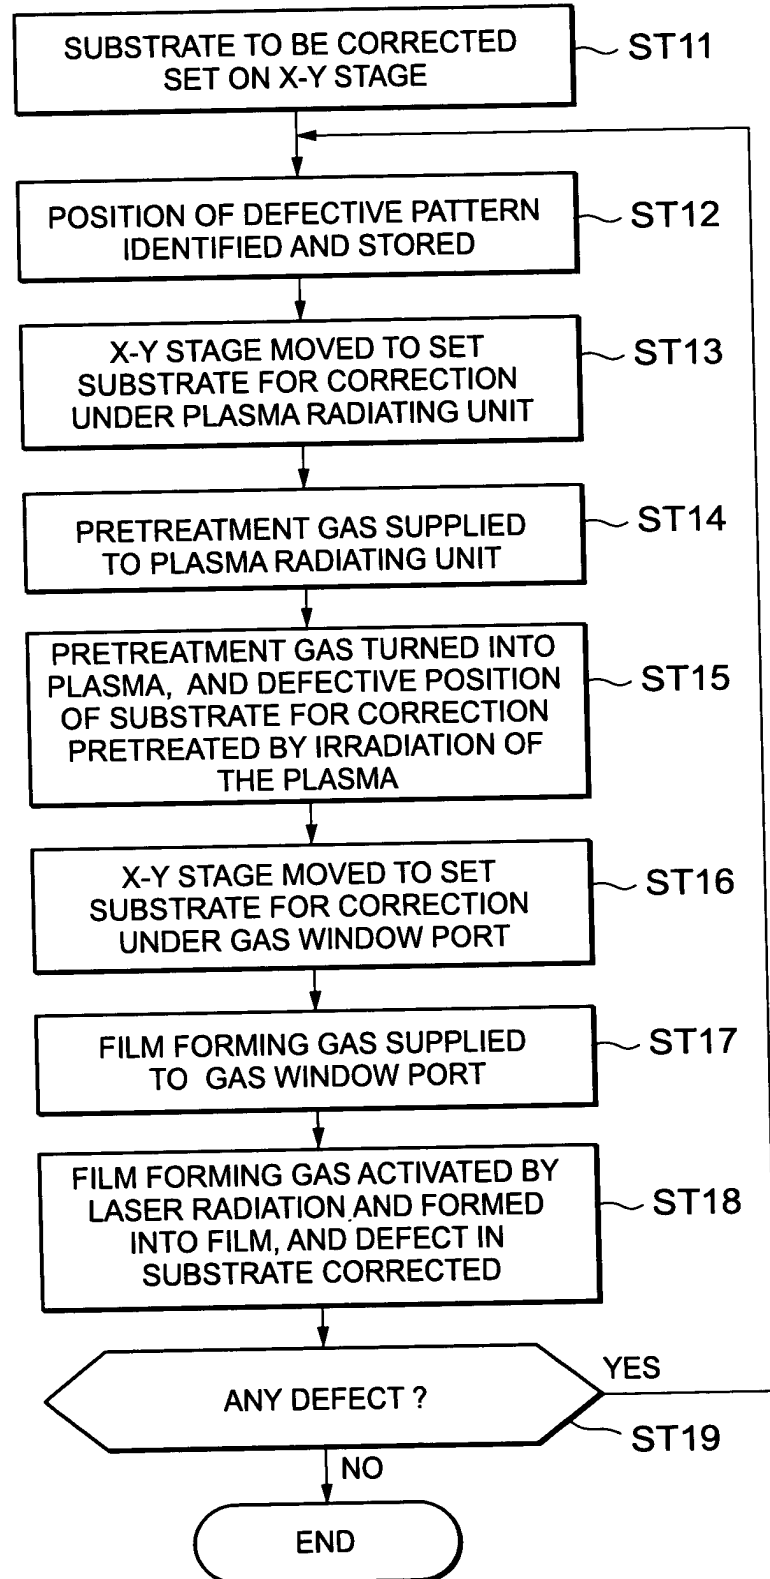 SUBSTRATE TO BE CORRECTED
SET ON X-Y STAGE
ST11
POSITION OF DEFECTIVE PATTERN
IDENTIFIED AND STORED
ST12
X-Y STAGE MOVED TO SET
SUBSTRATE FOR CORRECTION
UNDER PLASMA RADIATING UNIT
ST13
PRETREATMENT GAS SUPPLIED
TO PLASMA RADIATING UNIT
ST14
PRETREATMENT GAS TURNED INTO
PLASMA, AND DEFECTIVE POSITION
OF SUBSTRATE FOR CORRECTION
PRETREATED BY IRRADIATION OF
THE PLASMA
ST15
X-Y STAGE MOVED TO SET
SUBSTRATE FOR CORRECTION
UNDER GAS WINDOW PORT
ST16
FILM FORMING GAS SUPPLIED
TO GAS WINDOW PORT
ST17
FILM FORMING GAS ACTIVATED BY
LASER RADIATION AND FORMED
INTO FILM, AND DEFECT IN
SUBSTRATE CORRECTED
ST18
ANY DEFECT ?
YES
ST19
NO
END